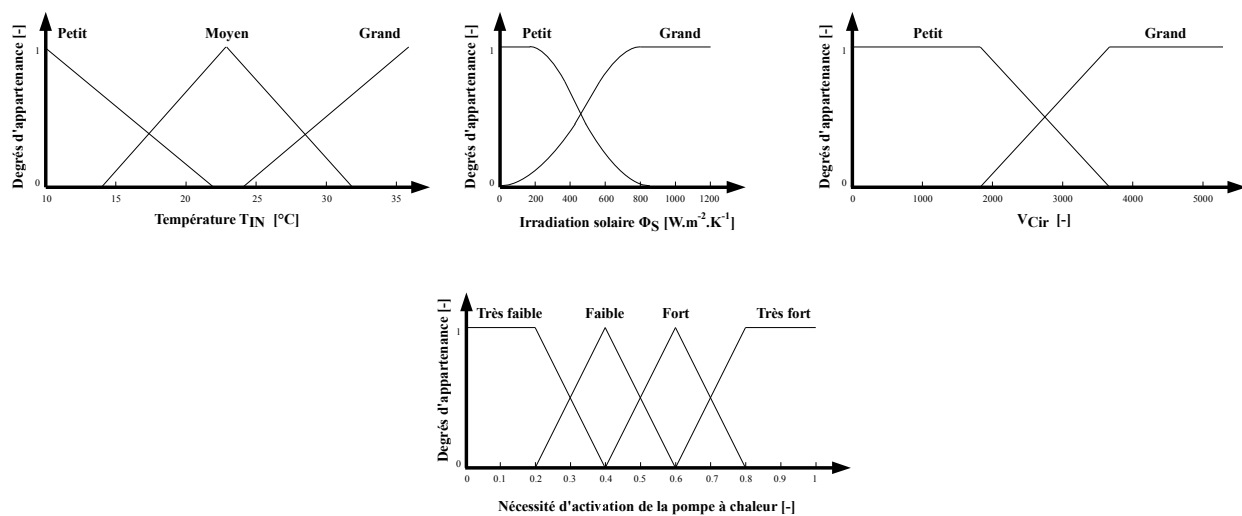 Degrés d'appartenance [-]
Petit
Moyen
Grand
1
0
10
15
20
25
30
35
Température T_IN [°C]
Degrés d'appartenance [-]
Petit
Grand
1
0
0
200
400
600
800
1000
1200
Irradiation solaire Φ_S [W.m⁻².K⁻¹]
Degrés d'appartenance [-]
Petit
Grand
1
0
0
1000
2000
3000
4000
5000
V_Cir [-]
Degrés d'appartenance [-]
Très faible
Faible
Fort
Très fort
1
0
0
0.1
0.2
0.3
0.4
0.5
0.6
0.7
0.8
0.9
1
Nécessité d'activation de la pompe à chaleur [-]